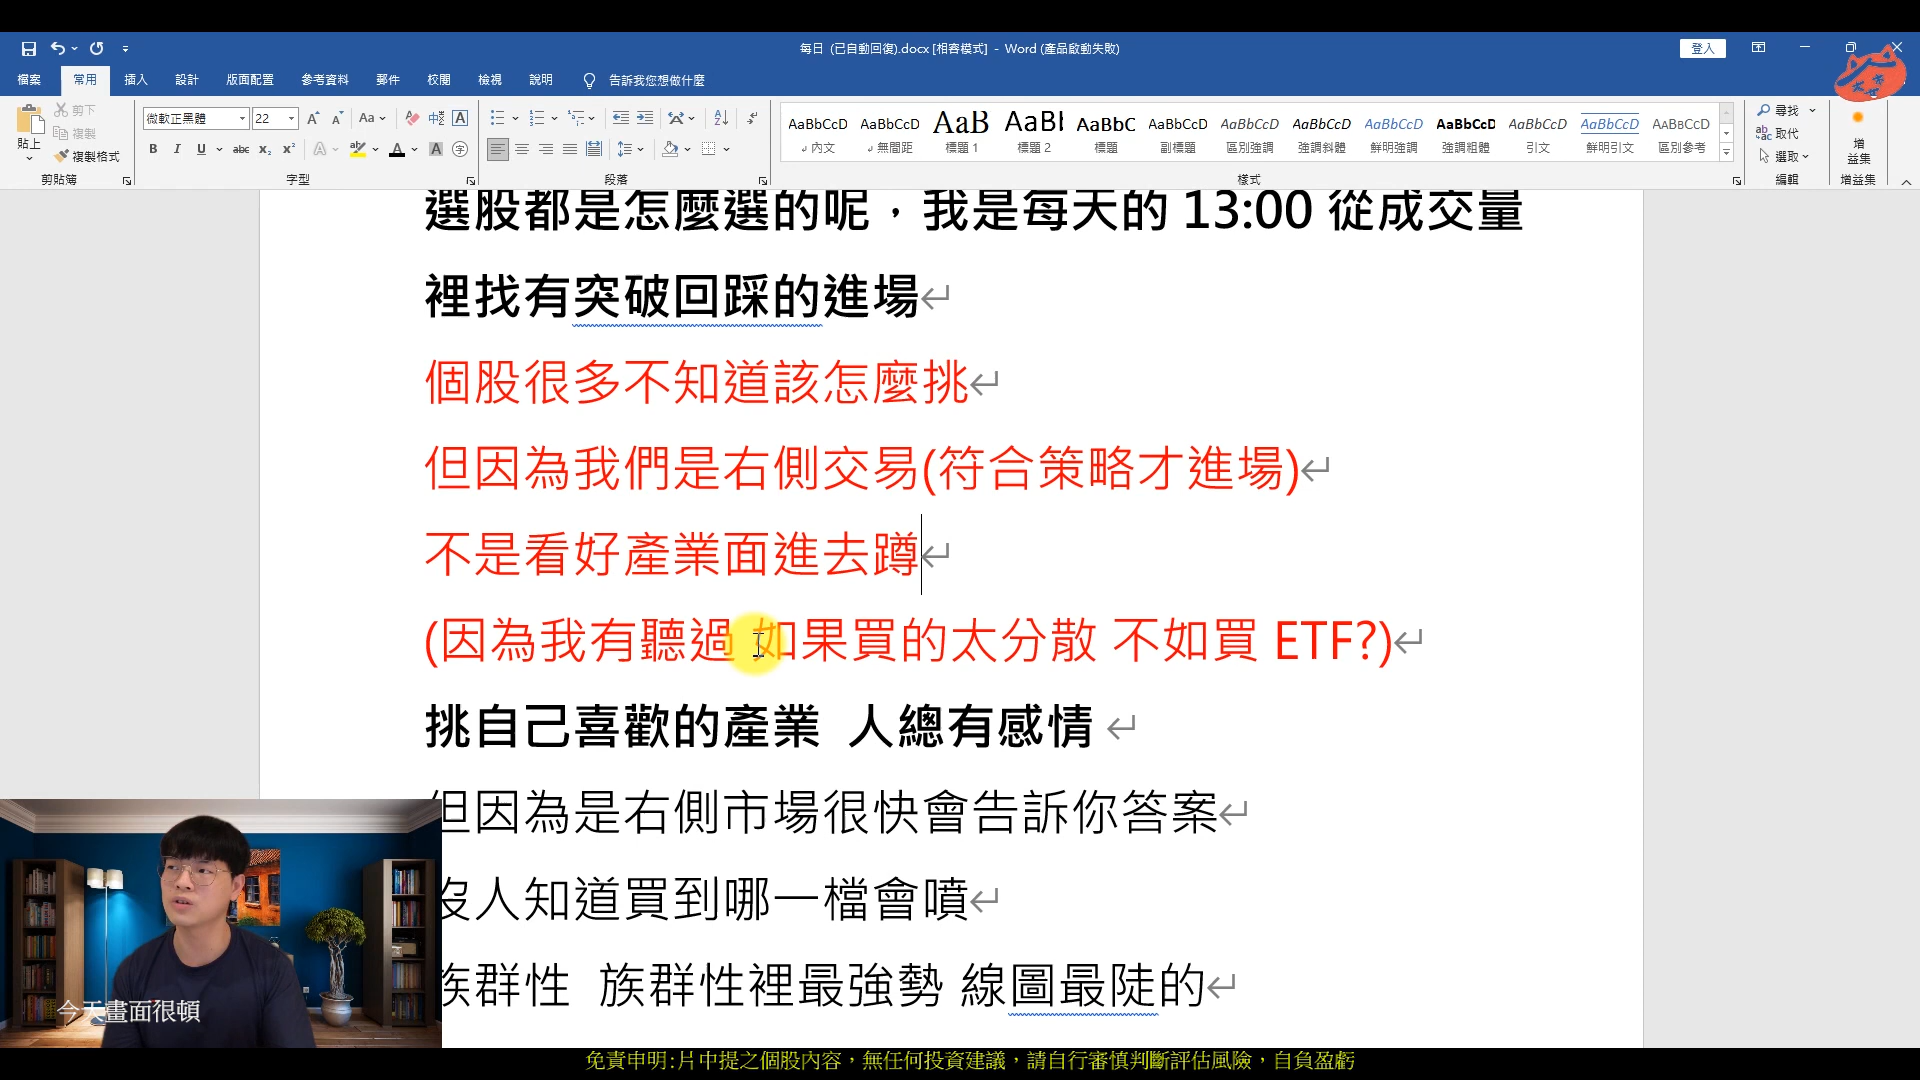 每日 (已自動回復).docx [相容模式] - Word (產品啟動失敗)
登入
檔案 常用 插入 設計 版面配置 參考資料 郵件 校閱 檢視 說明 告訴我您想做什麼
貼上
剪下
複製
複製格式
剪貼簿
微軟正黑體 22
字型
段落
AaBbCcD AaBbCcD AaB AaBl AaBbC AaBbCcD AaBbCcD AaBbCcD AaBbCcD AaBbCcD AaBbCcD AaBbCcD AaBbCcD
內文 無間距 標題 1 標題 2 標題 副標題 區別強調 強調斜體 鮮明強調 強調粗體 引文 鮮明引文 區別參考
樣式
尋找
取代
選取
編輯
增
益集
增益集
選股都是怎麼選的呢，我是每天的 13:00 從成交量
裡找有突破回踩的進場
個股很多不知道該怎麼挑
但因為我們是右側交易(符合策略才進場)
不是看好產業面進去蹲
(因為我有聽過 如果買的太分散 不如買 ETF?)
挑自己喜歡的產業 人總有感情
但因為是右側市場很快會告訴你答案
沒人知道買到哪一檔會噴
族群性 族群性裡最強勢 線圖最陡的
今天畫面很頓
免責申明:片中提之個股內容，無任何投資建議，請自行審慎判斷評估風險，自負盈虧